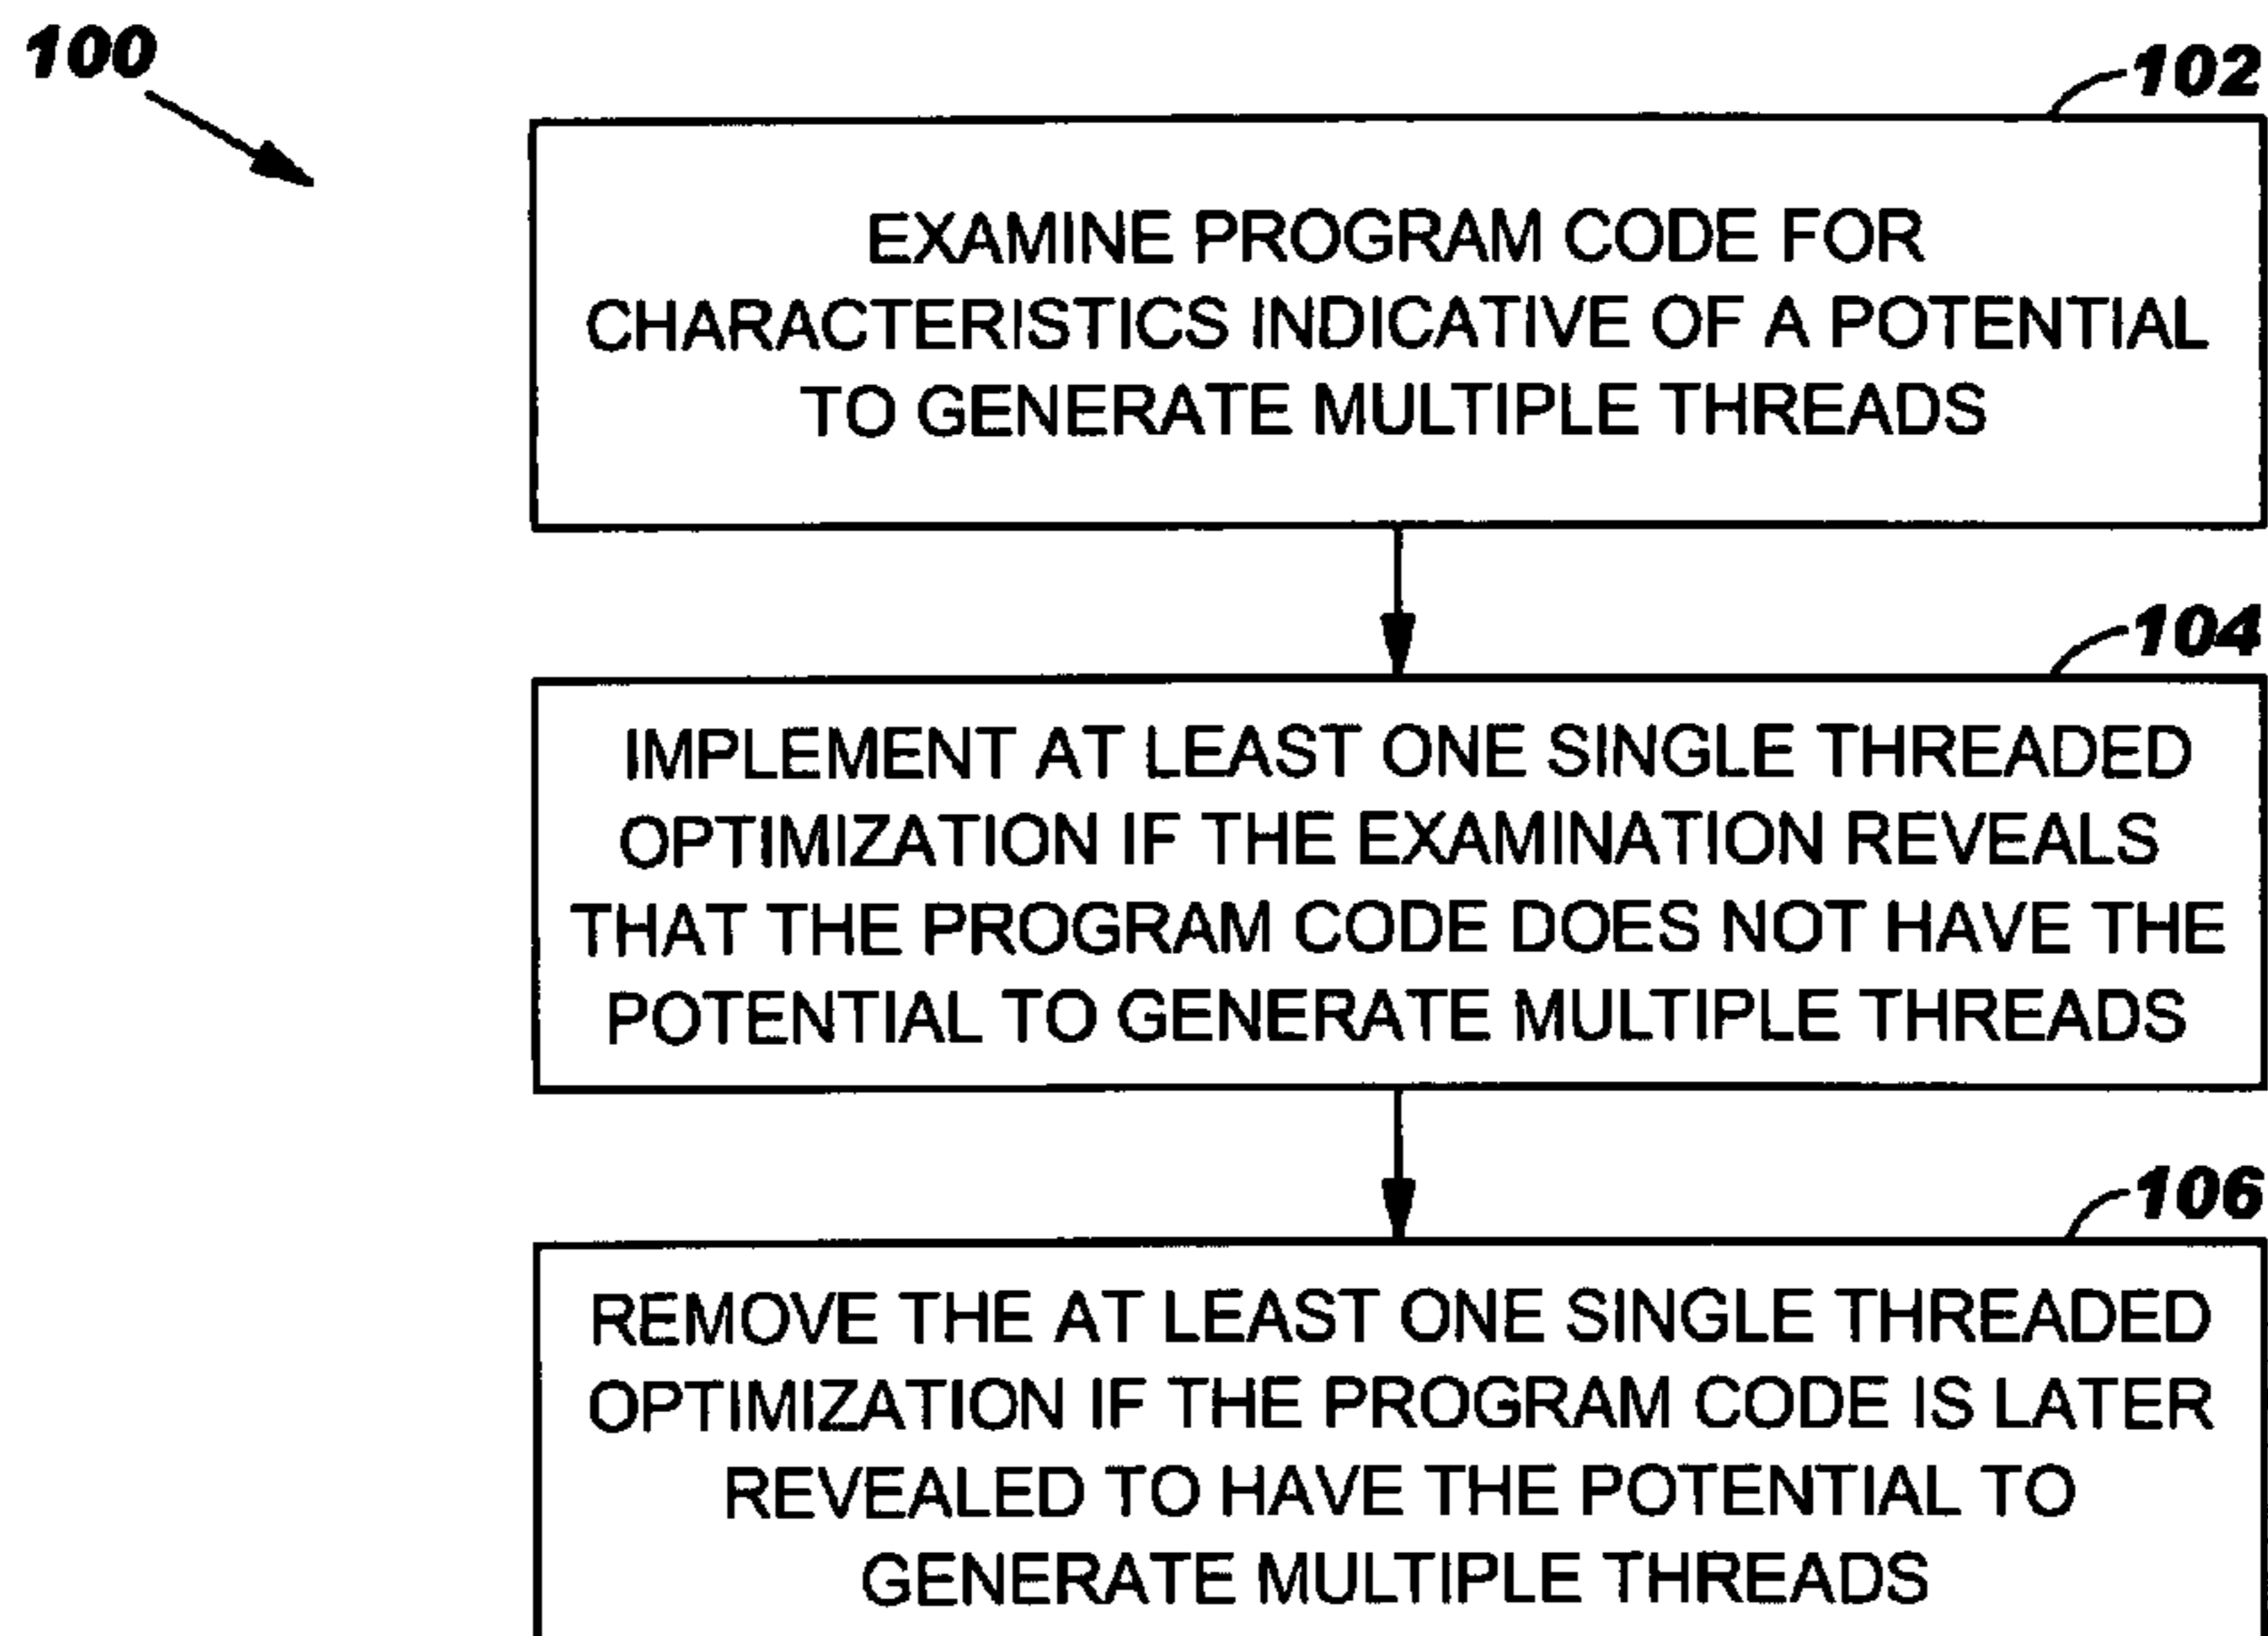 100
102
EXAMINE PROGRAM CODE FOR
CHARACTERISTICS INDICATIVE OF A POTENTIAL
TO GENERATE MULTIPLE THREADS
104
IMPLEMENT AT LEAST ONE SINGLE THREADED
OPTIMIZATION IF THE EXAMINATION REVEALS
THAT THE PROGRAM CODE DOES NOT HAVE THE
POTENTIAL TO GENERATE MULTIPLE THREADS
106
REMOVE THE AT LEAST ONE SINGLE THREADED
OPTIMIZATION IF THE PROGRAM CODE IS LATER
REVEALED TO HAVE THE POTENTIAL TO
GENERATE MULTIPLE THREADS